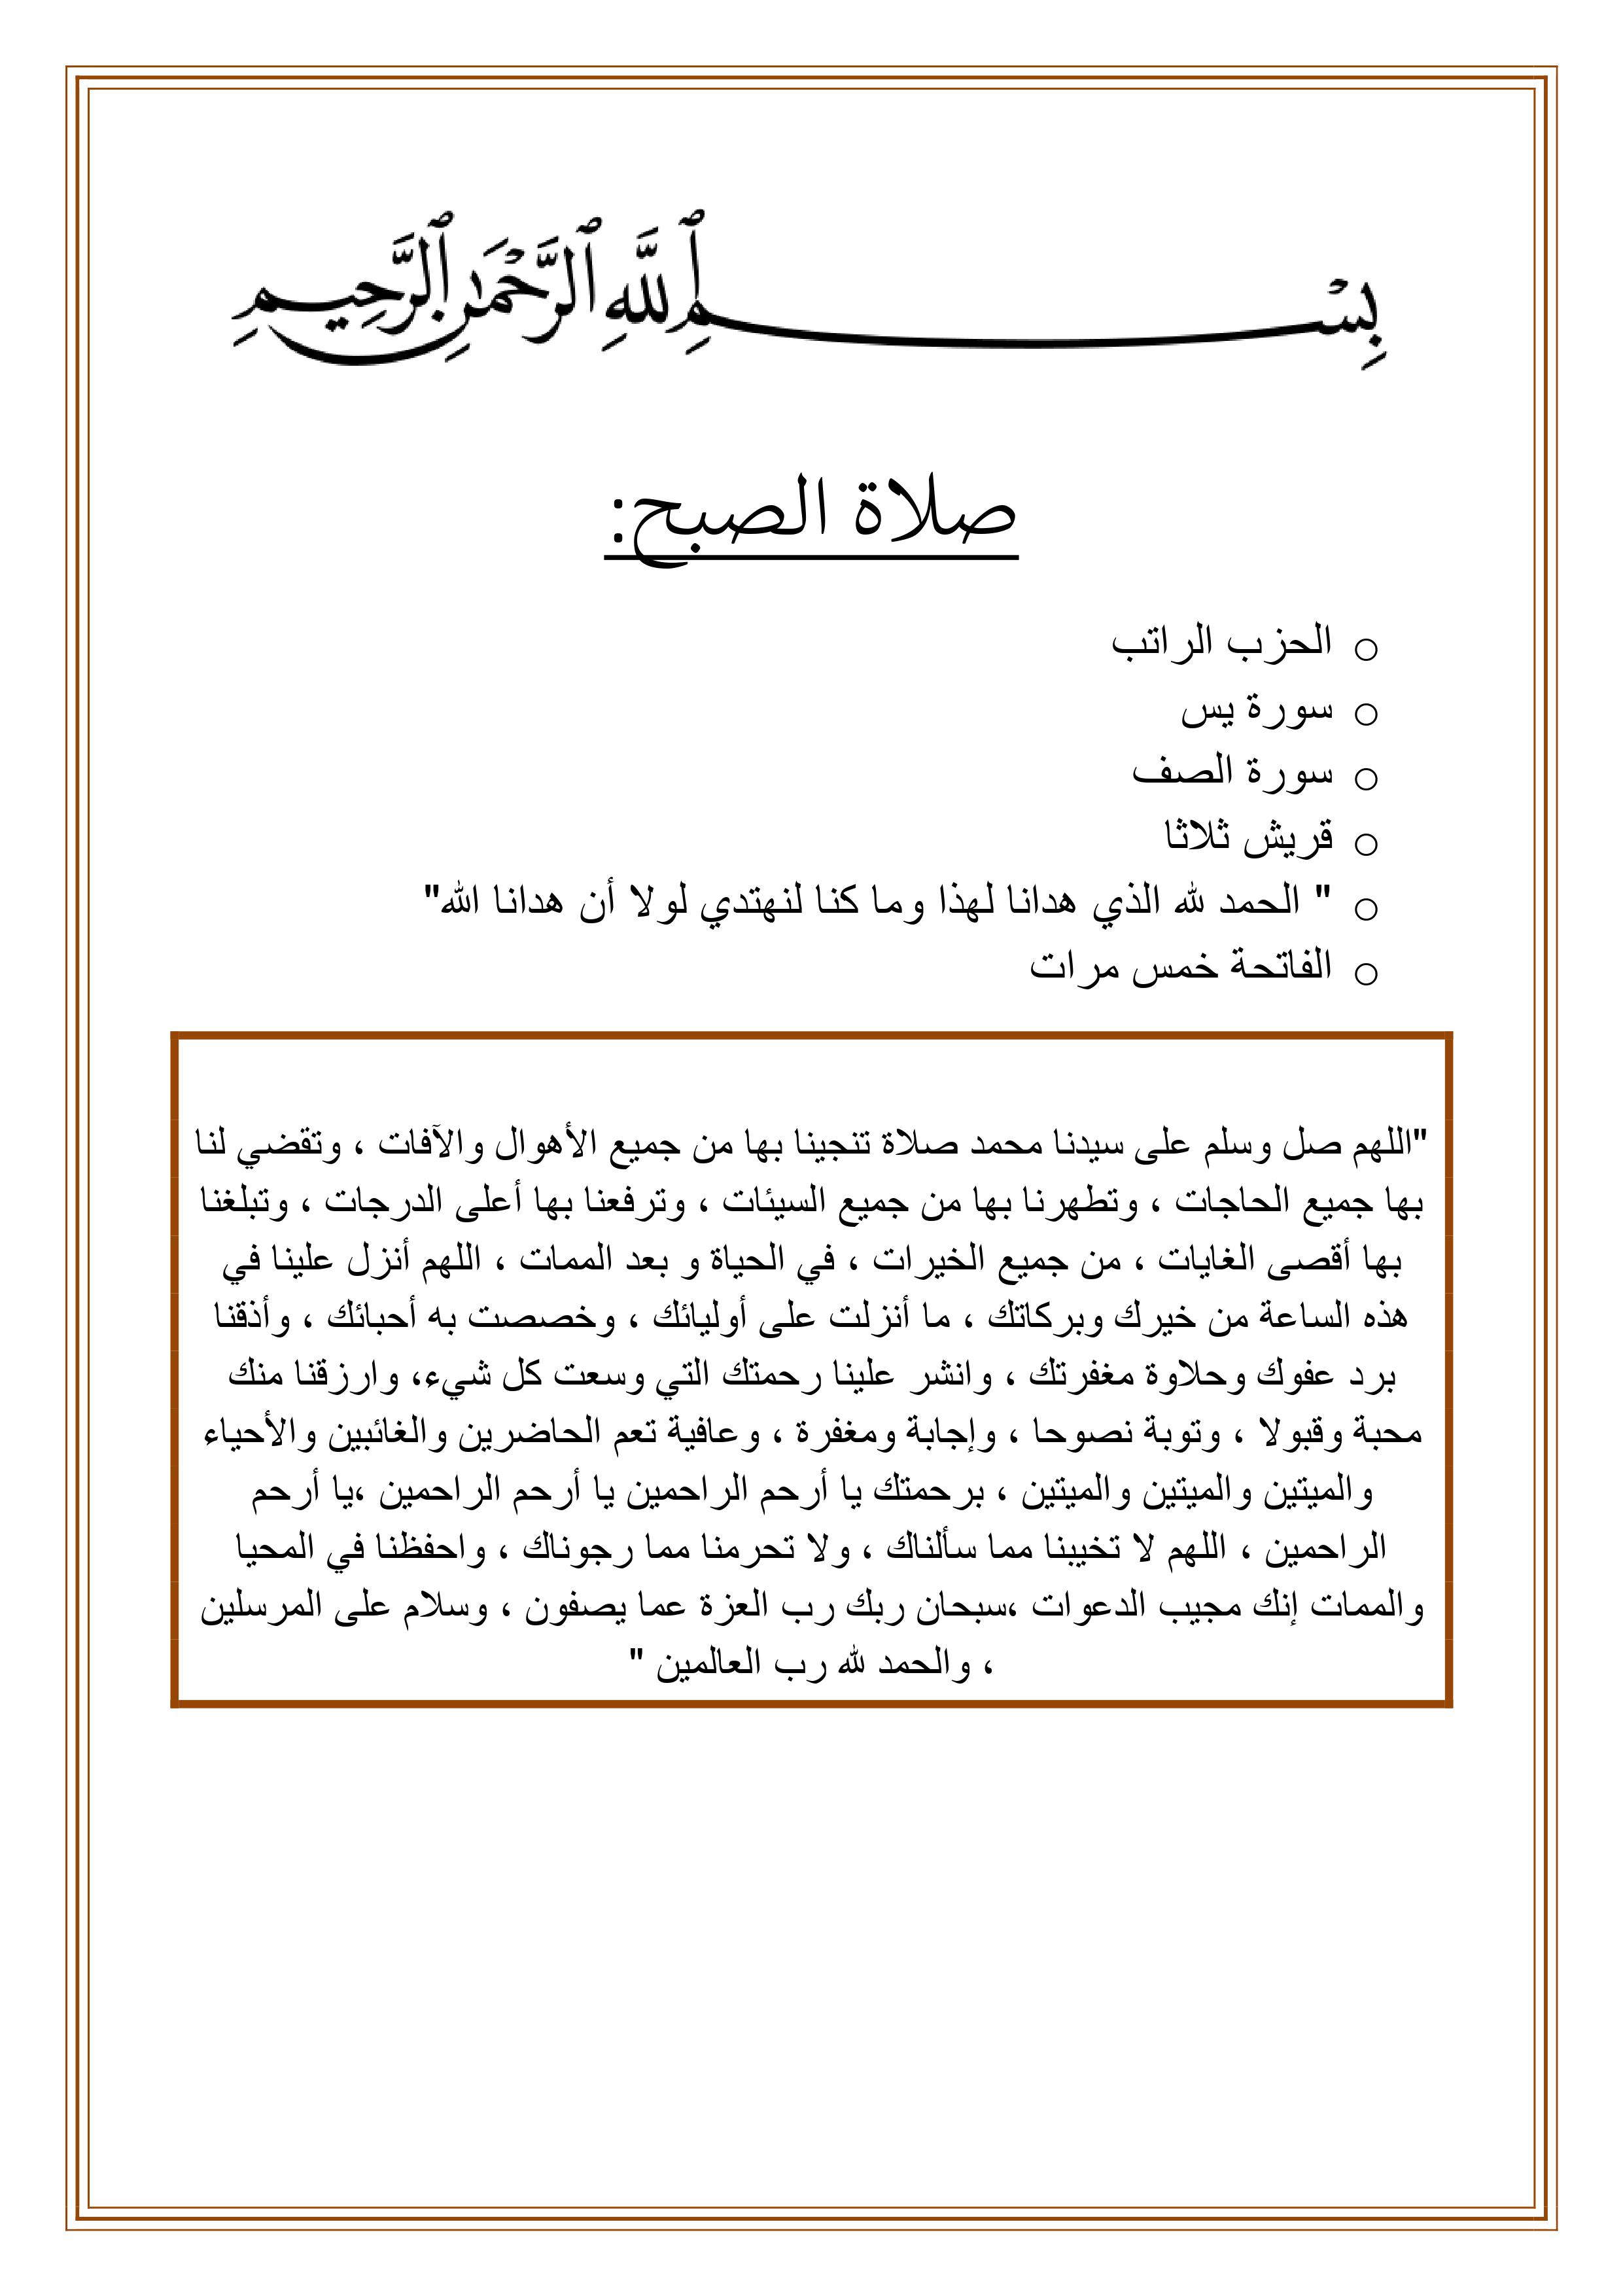 بِسْمِ ٱللَّهِ ٱلرَّحْمَٰنِ ٱلرَّحِيمِ
صلاة الصبح:
○ الحزب الراتب
○ سورة يس
○ سورة الصف
○ قريش ثلاثا
○ " الحمد لله الذي هدانا لهذا وما كنا لنهتدي لولا أن هدانا الله"
○ الفاتحة خمس مرات
"اللهم صل وسلم على سيدنا محمد صلاة تنجينا بها من جميع الأهوال والآفات ، وتقضي لنا
بها جميع الحاجات ، وتطهرنا بها من جميع السيئات ، وترفعنا بها أعلى الدرجات ، وتبلغنا
بها أقصى الغايات ، من جميع الخيرات ، في الحياة و بعد الممات ، اللهم أنزل علينا في
هذه الساعة من خيرك وبركاتك ، ما أنزلت على أوليائك ، وخصصت به أحبائك ، وأذقنا
برد عفوك وحلاوة مغفرتك ، وانشر علينا رحمتك التي وسعت كل شيء، وارزقنا منك
محبة وقبولا ، وتوبة نصوحا ، وإجابة ومغفرة ، وعافية تعم الحاضرين والغائبين والأحياء
والميتين والميتين والميتين ، برحمتك يا أرحم الراحمين يا أرحم الراحمين ،يا أرحم
الراحمين ، اللهم لا تخيبنا مما سألناك ، ولا تحرمنا مما رجوناك ، واحفظنا في المحيا
والممات إنك مجيب الدعوات ،سبحان ربك رب العزة عما يصفون ، وسلام على المرسلين
، والحمد لله رب العالمين "